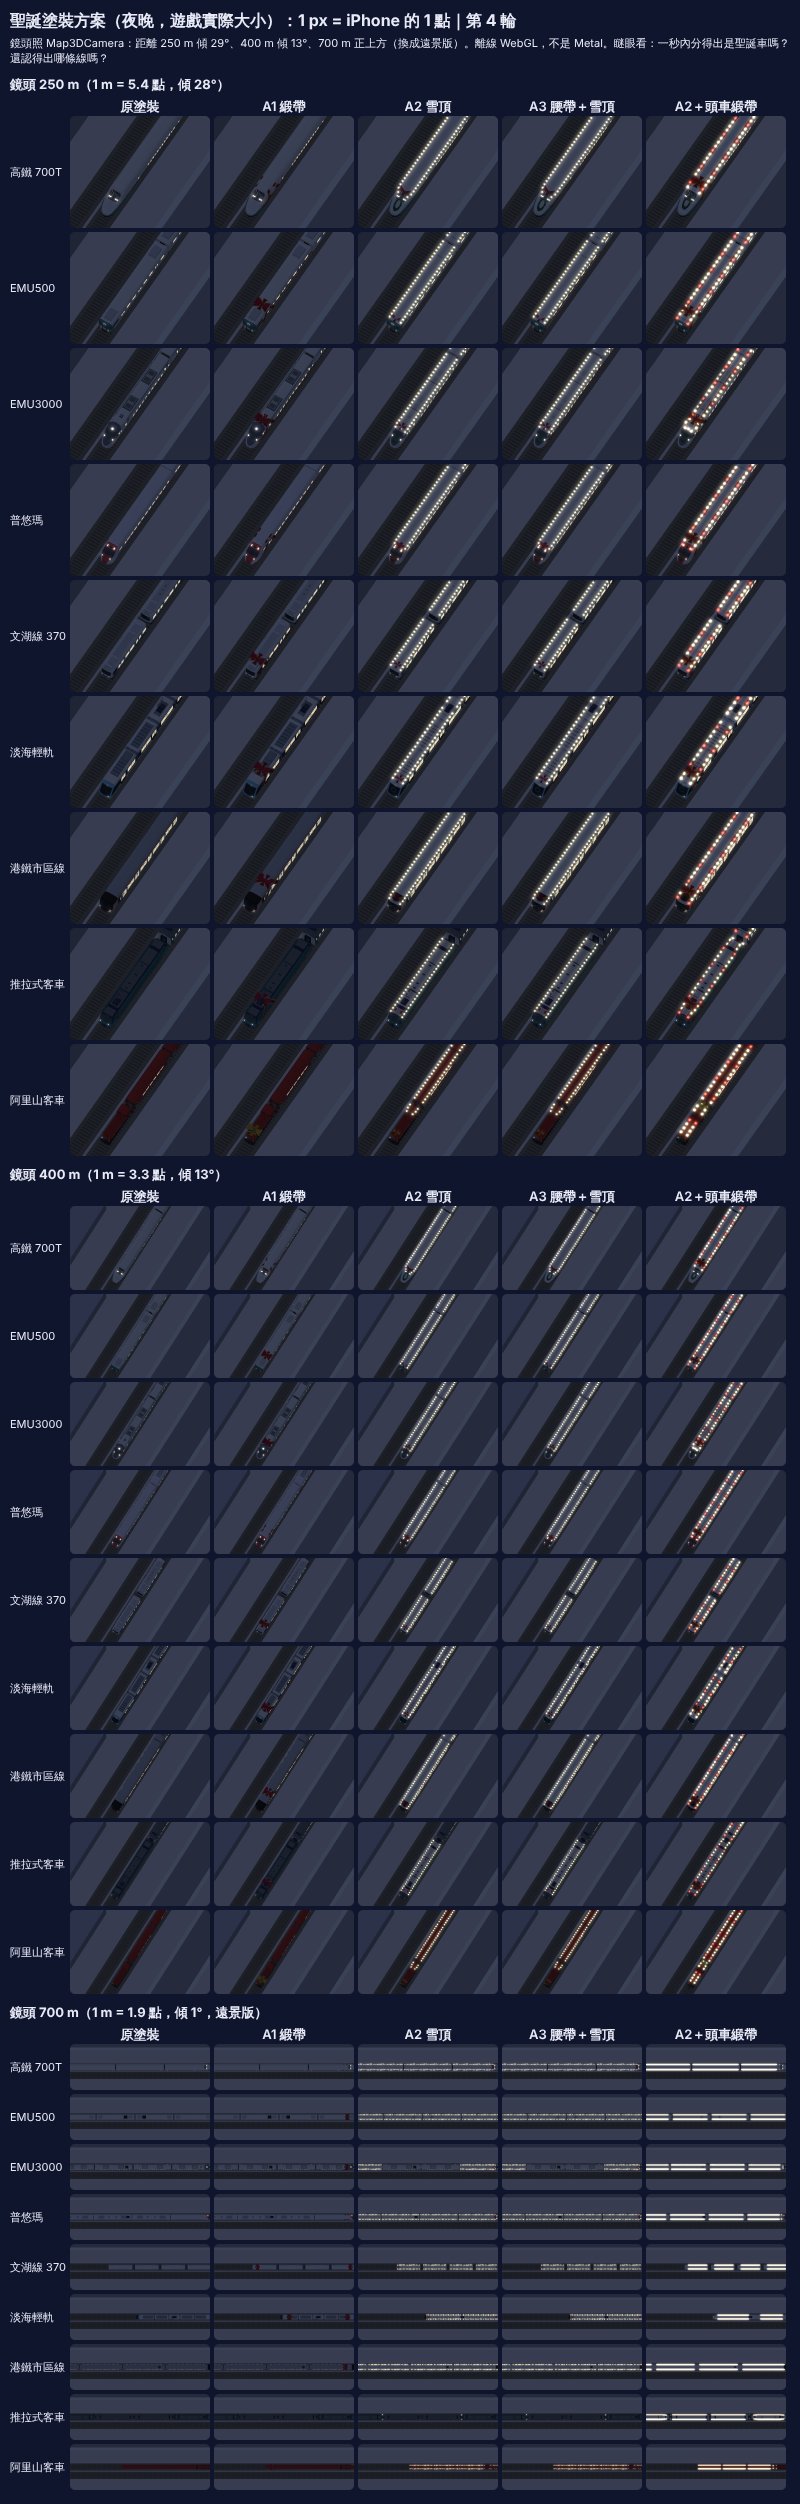 聖誕塗裝方案（夜晚，遊戲實際大小）：1 px = iPhone 的 1 點｜第 4 輪
鏡頭照 Map3DCamera：距離 250 m 傾 29°、400 m 傾 13°、700 m 正上方（換成遠景版）。離線 WebGL，不是 Metal。瞇眼看：一秒內分得出是聖誕車嗎？
還認得出哪條線嗎？
鏡頭 250 m（1 m = 5.4 點，傾 28°）
原塗裝 A1 緞帶 A2 雪頂 A3 腰帶＋雪頂 A2＋頭車緞帶
高鐵 700T
EMU500
EMU3000
普悠瑪
文湖線 370
淡海輕軌
港鐵市區線
推拉式客車
阿里山客車
鏡頭 400 m（1 m = 3.3 點，傾 13°）
原塗裝 A1 緞帶 A2 雪頂 A3 腰帶＋雪頂 A2＋頭車緞帶
高鐵 700T
EMU500
EMU3000
普悠瑪
文湖線 370
淡海輕軌
港鐵市區線
推拉式客車
阿里山客車
鏡頭 700 m（1 m = 1.9 點，傾 1°，遠景版）
原塗裝 A1 緞帶 A2 雪頂 A3 腰帶＋雪頂 A2＋頭車緞帶
高鐵 700T
EMU500
EMU3000
普悠瑪
文湖線 370
淡海輕軌
港鐵市區線
推拉式客車
阿里山客車